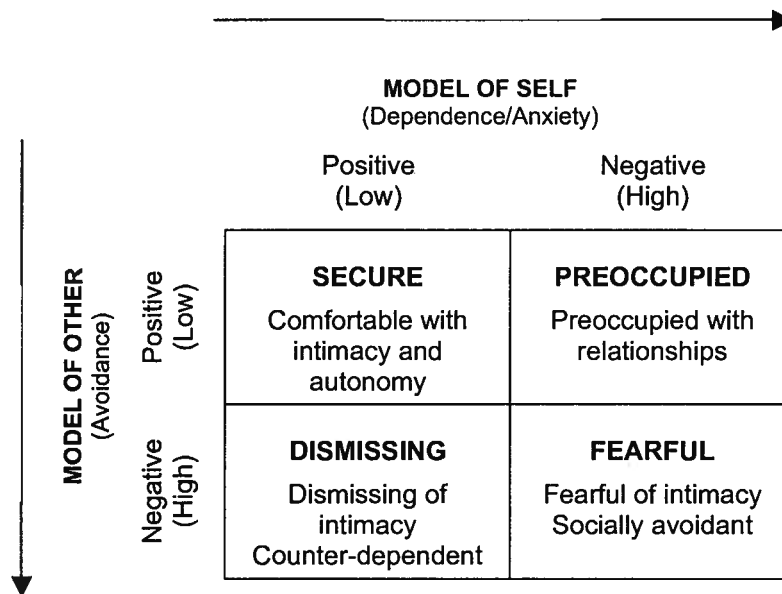 MODEL OF SELF
(Dependence/Anxiety)
Positive
(Low)
Negative
(High)
MODEL OF OTHER
(Avoidance)
Positive
(Low)
SECURE
Comfortable with
intimacy and
autonomy
PREOCCUPIED
Preoccupied with
relationships
Negative
(High)
DISMISSING
Dismissing of
intimacy
Counter-dependent
FEARFUL
Fearful of intimacy
Socially avoidant